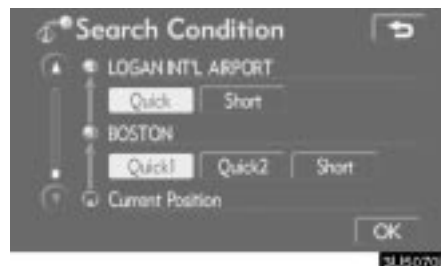 Search Condition
LOGAN INT'L AIRPORT
Quick Short
BOSTON
Quick1 Quick2 Short
Current Position
OK